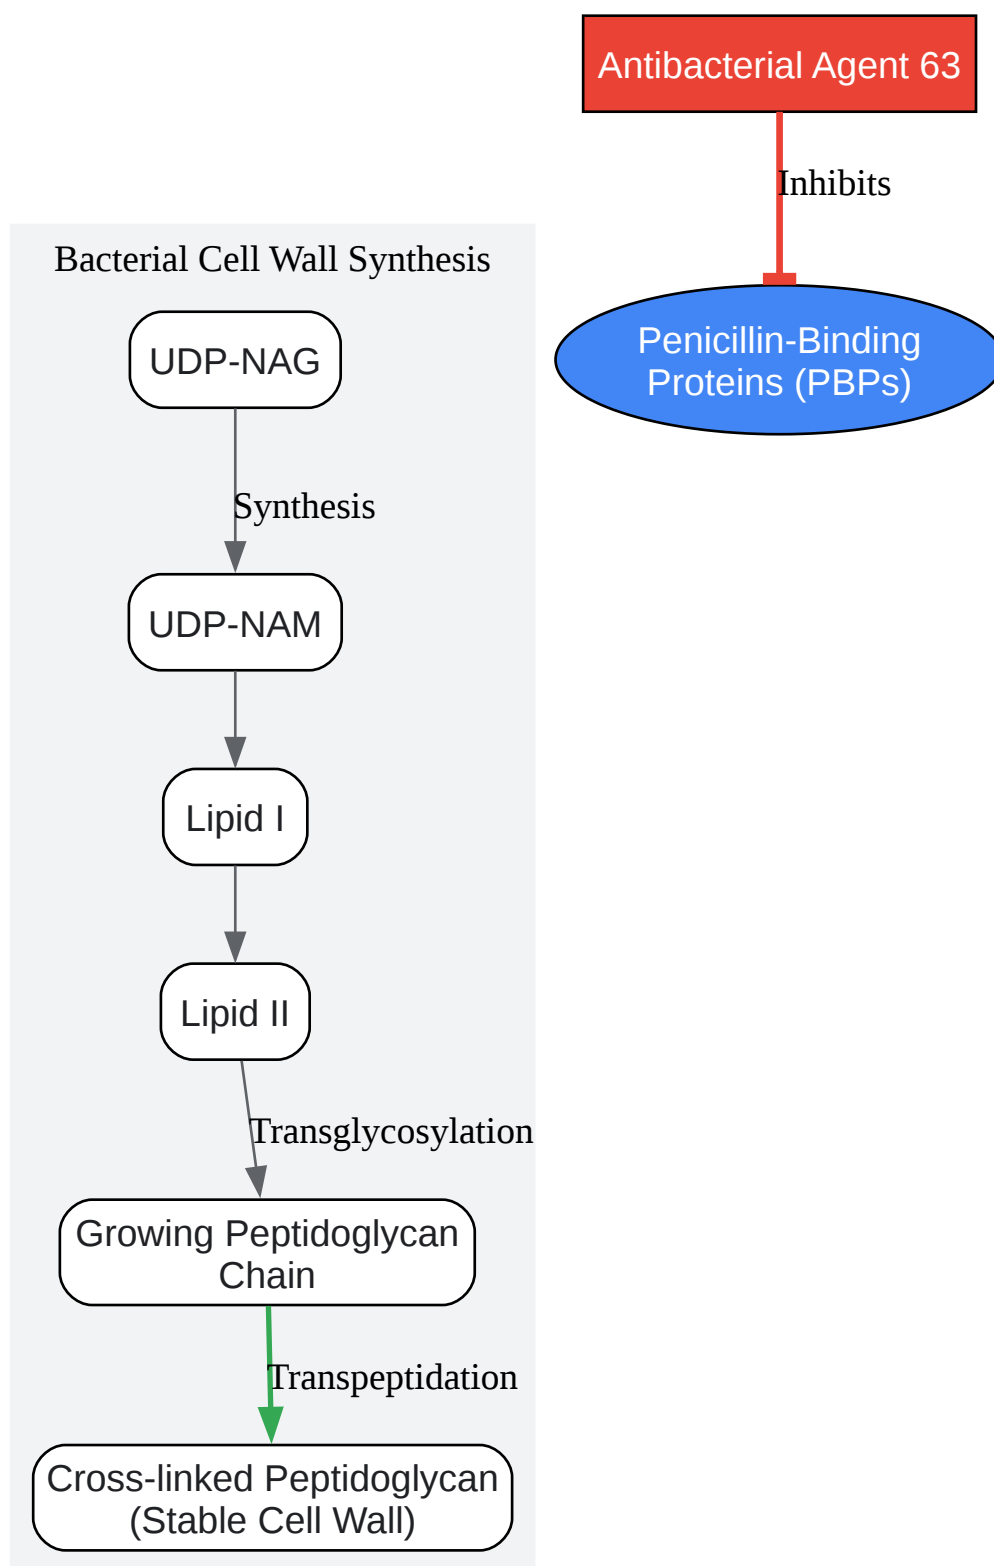 Antibacterial Agent 63
Inhibits
Penicillin-Binding
Proteins (PBPs)
Bacterial Cell Wall Synthesis
UDP-NAG
Synthesis
UDP-NAM
Lipid I
Lipid II
Transglycosylation
Growing Peptidoglycan
Chain
Transpeptidation
Cross-linked Peptidoglycan
(Stable Cell Wall)